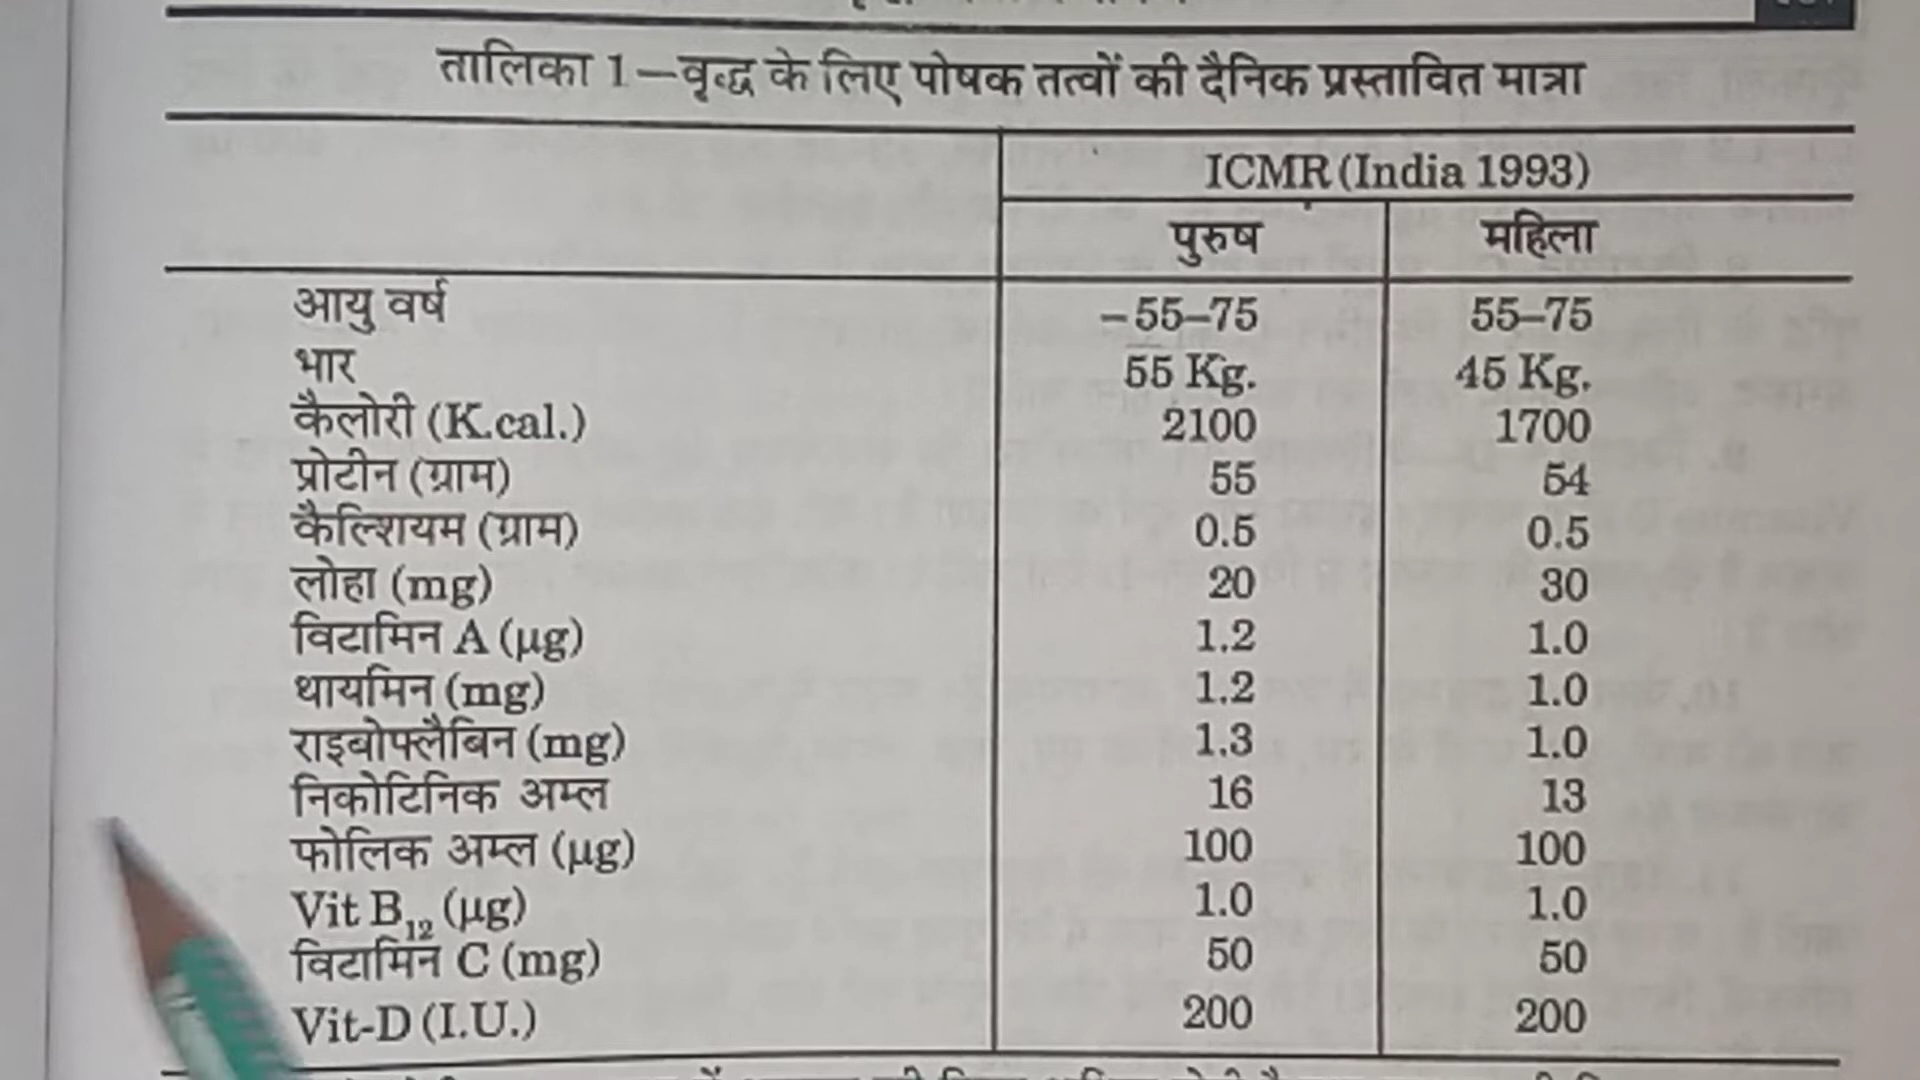 तालिका 1—वृद्ध के लिए पोषक तत्वों की दैनिक प्रस्तावित मात्रा
ICMR (India 1993)
पुरुष महिला
आयु वर्ष –55–75 55–75
भार 55 Kg. 45 Kg.
कैलोरी (K.cal.) 2100 1700
प्रोटीन (ग्राम) 55 54
कैल्शियम (ग्राम) 0.5 0.5
लोहा (mg) 20 30
विटामिन A (μg) 1.2 1.0
थायमिन (mg) 1.2 1.0
राइबोफ्लैबिन (mg) 1.3 1.0
निकोटिनिक अम्ल 16 13
फोलिक अम्ल (μg) 100 100
Vit B₁₂ (μg) 1.0 1.0
विटामिन C (mg) 50 50
Vit-D (I.U.) 200 200